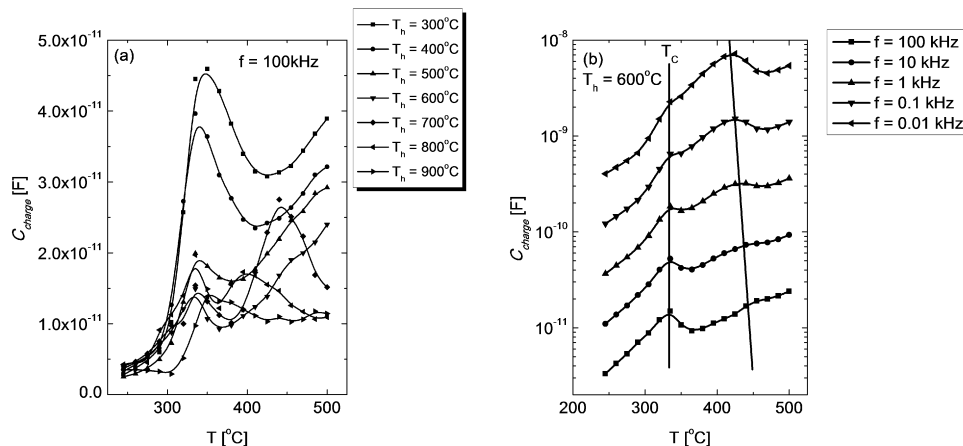 (a)
f = 100kHz
5.0x10⁻¹¹
4.0x10⁻¹¹
3.0x10⁻¹¹
2.0x10⁻¹¹
1.0x10⁻¹¹
0.0
C_charge [F]
300
400
500
T [°C]
T_h = 300°C
T_h = 400°C
T_h = 500°C
T_h = 600°C
T_h = 700°C
T_h = 800°C
T_h = 900°C
(b)
T_C
T_h = 600°C
10⁻⁸
10⁻⁹
10⁻¹⁰
10⁻¹¹
C_charge [F]
200
300
400
500
T [°C]
f = 100 kHz
f = 10 kHz
f = 1 kHz
f = 0.1 kHz
f = 0.01 kHz